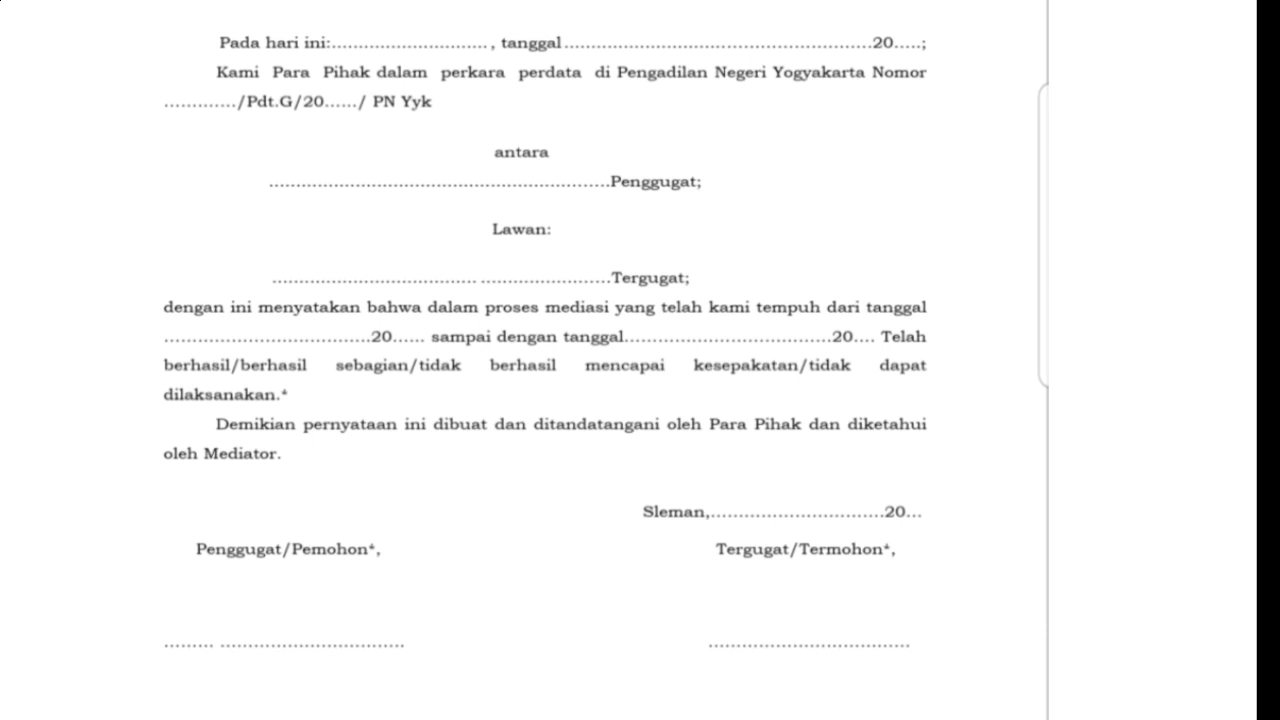 Pada hari ini:............................ , tanggal.......................................................20.....;
Kami Para Pihak dalam perkara perdata di Pengadilan Negeri Yogyakarta Nomor
............./Pdt.G/20....../ PN Yyk
antara
.............................................................Penggugat;
Lawan:
.................................... .......................Tergugat;
dengan ini menyatakan bahwa dalam proses mediasi yang telah kami tempuh dari tanggal
.....................................20...... sampai dengan tanggal.....................................20.... Telah
berhasil/berhasil sebagian/tidak berhasil mencapai kesepakatan/tidak dapat
dilaksanakan.*
Demikian pernyataan ini dibuat dan ditandatangani oleh Para Pihak dan diketahui
oleh Mediator.
Sleman,...............................20...
Penggugat/Pemohon*, Tergugat/Termohon*,
......... ................................. ....................................